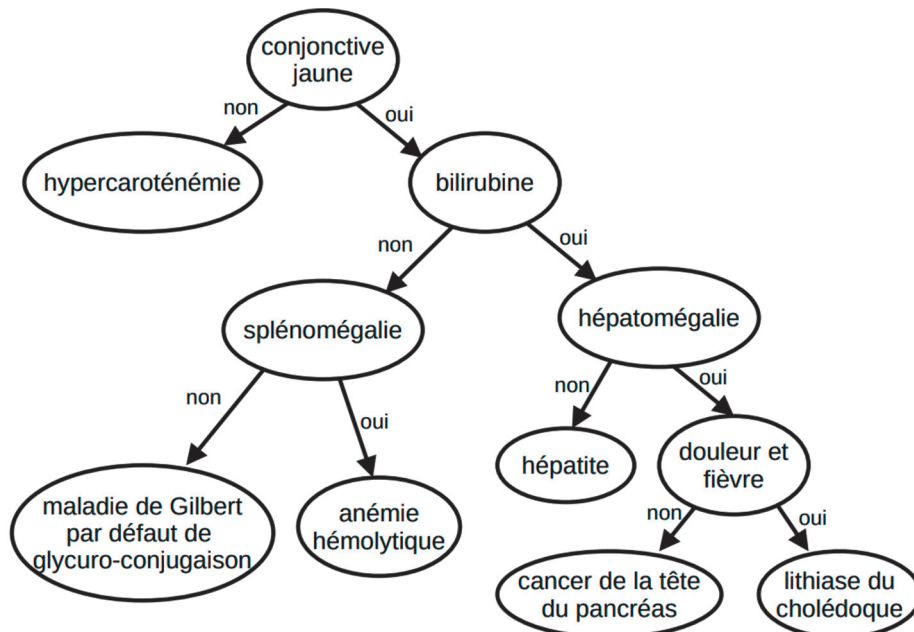 conjonctive
jaune
non
oui
hypercaroténémie
bilirubine
non
oui
splénomégalie
hépatomégalie
non
oui
non
oui
maladie de Gilbert
par défaut de
glycuro-conjugaison
anémie
hémolytique
hépatite
douleur et
fièvre
non
oui
cancer de la tête
du pancréas
lithiase du
cholédoque